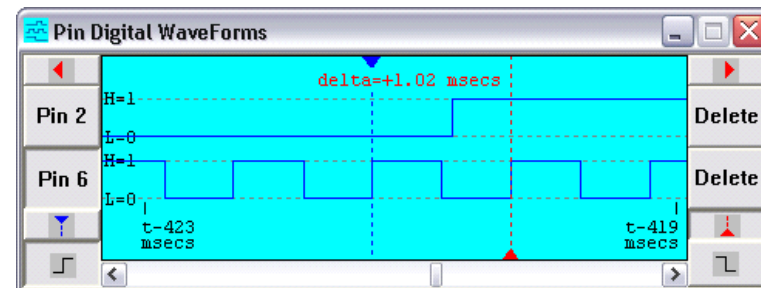 Pin Digital WaveForms
delta=+1.02 msecs
Pin 2
H=1
L=0
Delete
Pin 6
H=1
L=0
Delete
t-423
msecs
t-419
msecs